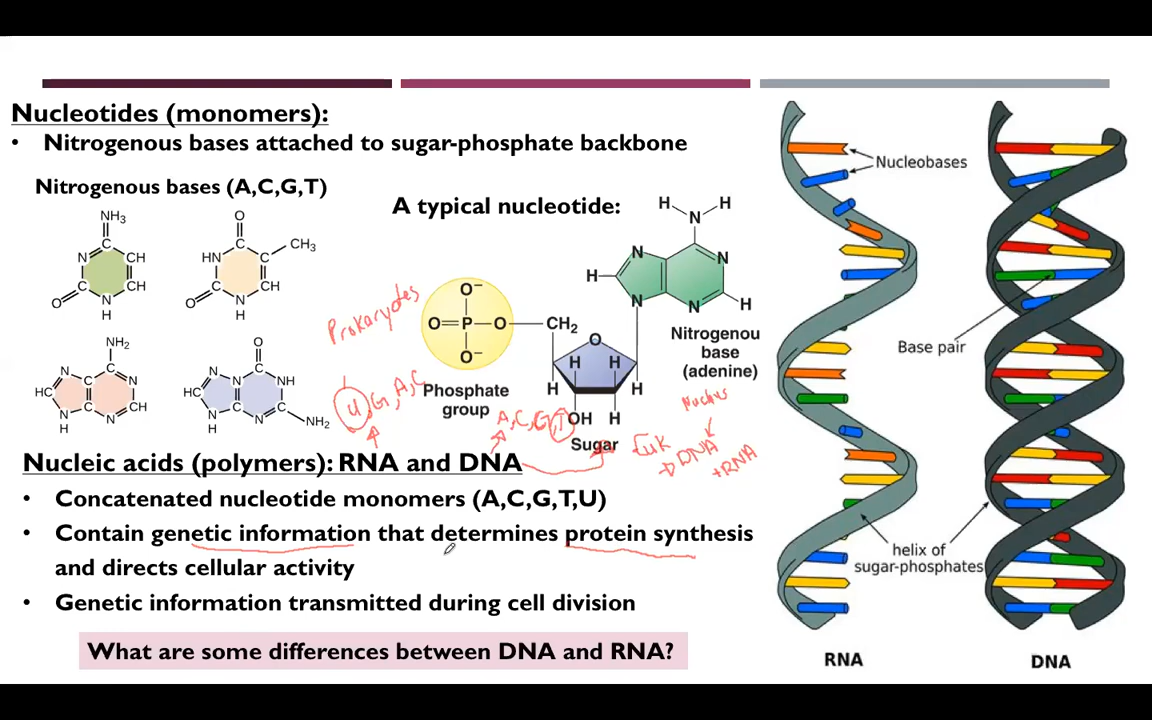 Nucleotides (monomers):
• Nitrogenous bases attached to sugar-phosphate backbone
Nitrogenous bases (A,C,G,T)
NH3
C
N
CH
C
CH
O
N
H
O
C
CH3
HN
C
C
CH
O
N
H
NH2
C
N
C
N
HC
C
CH
N
N
H
O
C
N
N
NH
HC
C
C
N
N
NH2
H
A typical nucleotide:
H
H
N
N
N
H
N
N
H
O-
O=P-O
O-
CH2
O
H
H
H
H
OH
H
Phosphate
group
Sugar
Nitrogenou
base
(adenine)
Prokaryotes
U, G, A, C
A, C, G, T
Nucleus
Euk
DNA
+RNA
Nucleic acids (polymers): RNA and DNA
• Concatenated nucleotide monomers (A,C,G,T,U)
• Contain genetic information that determines protein synthesis
and directs cellular activity
• Genetic information transmitted during cell division
What are some differences between DNA and RNA?
Nucleobases
Base pair
helix of
sugar-phosphates
RNA
DNA